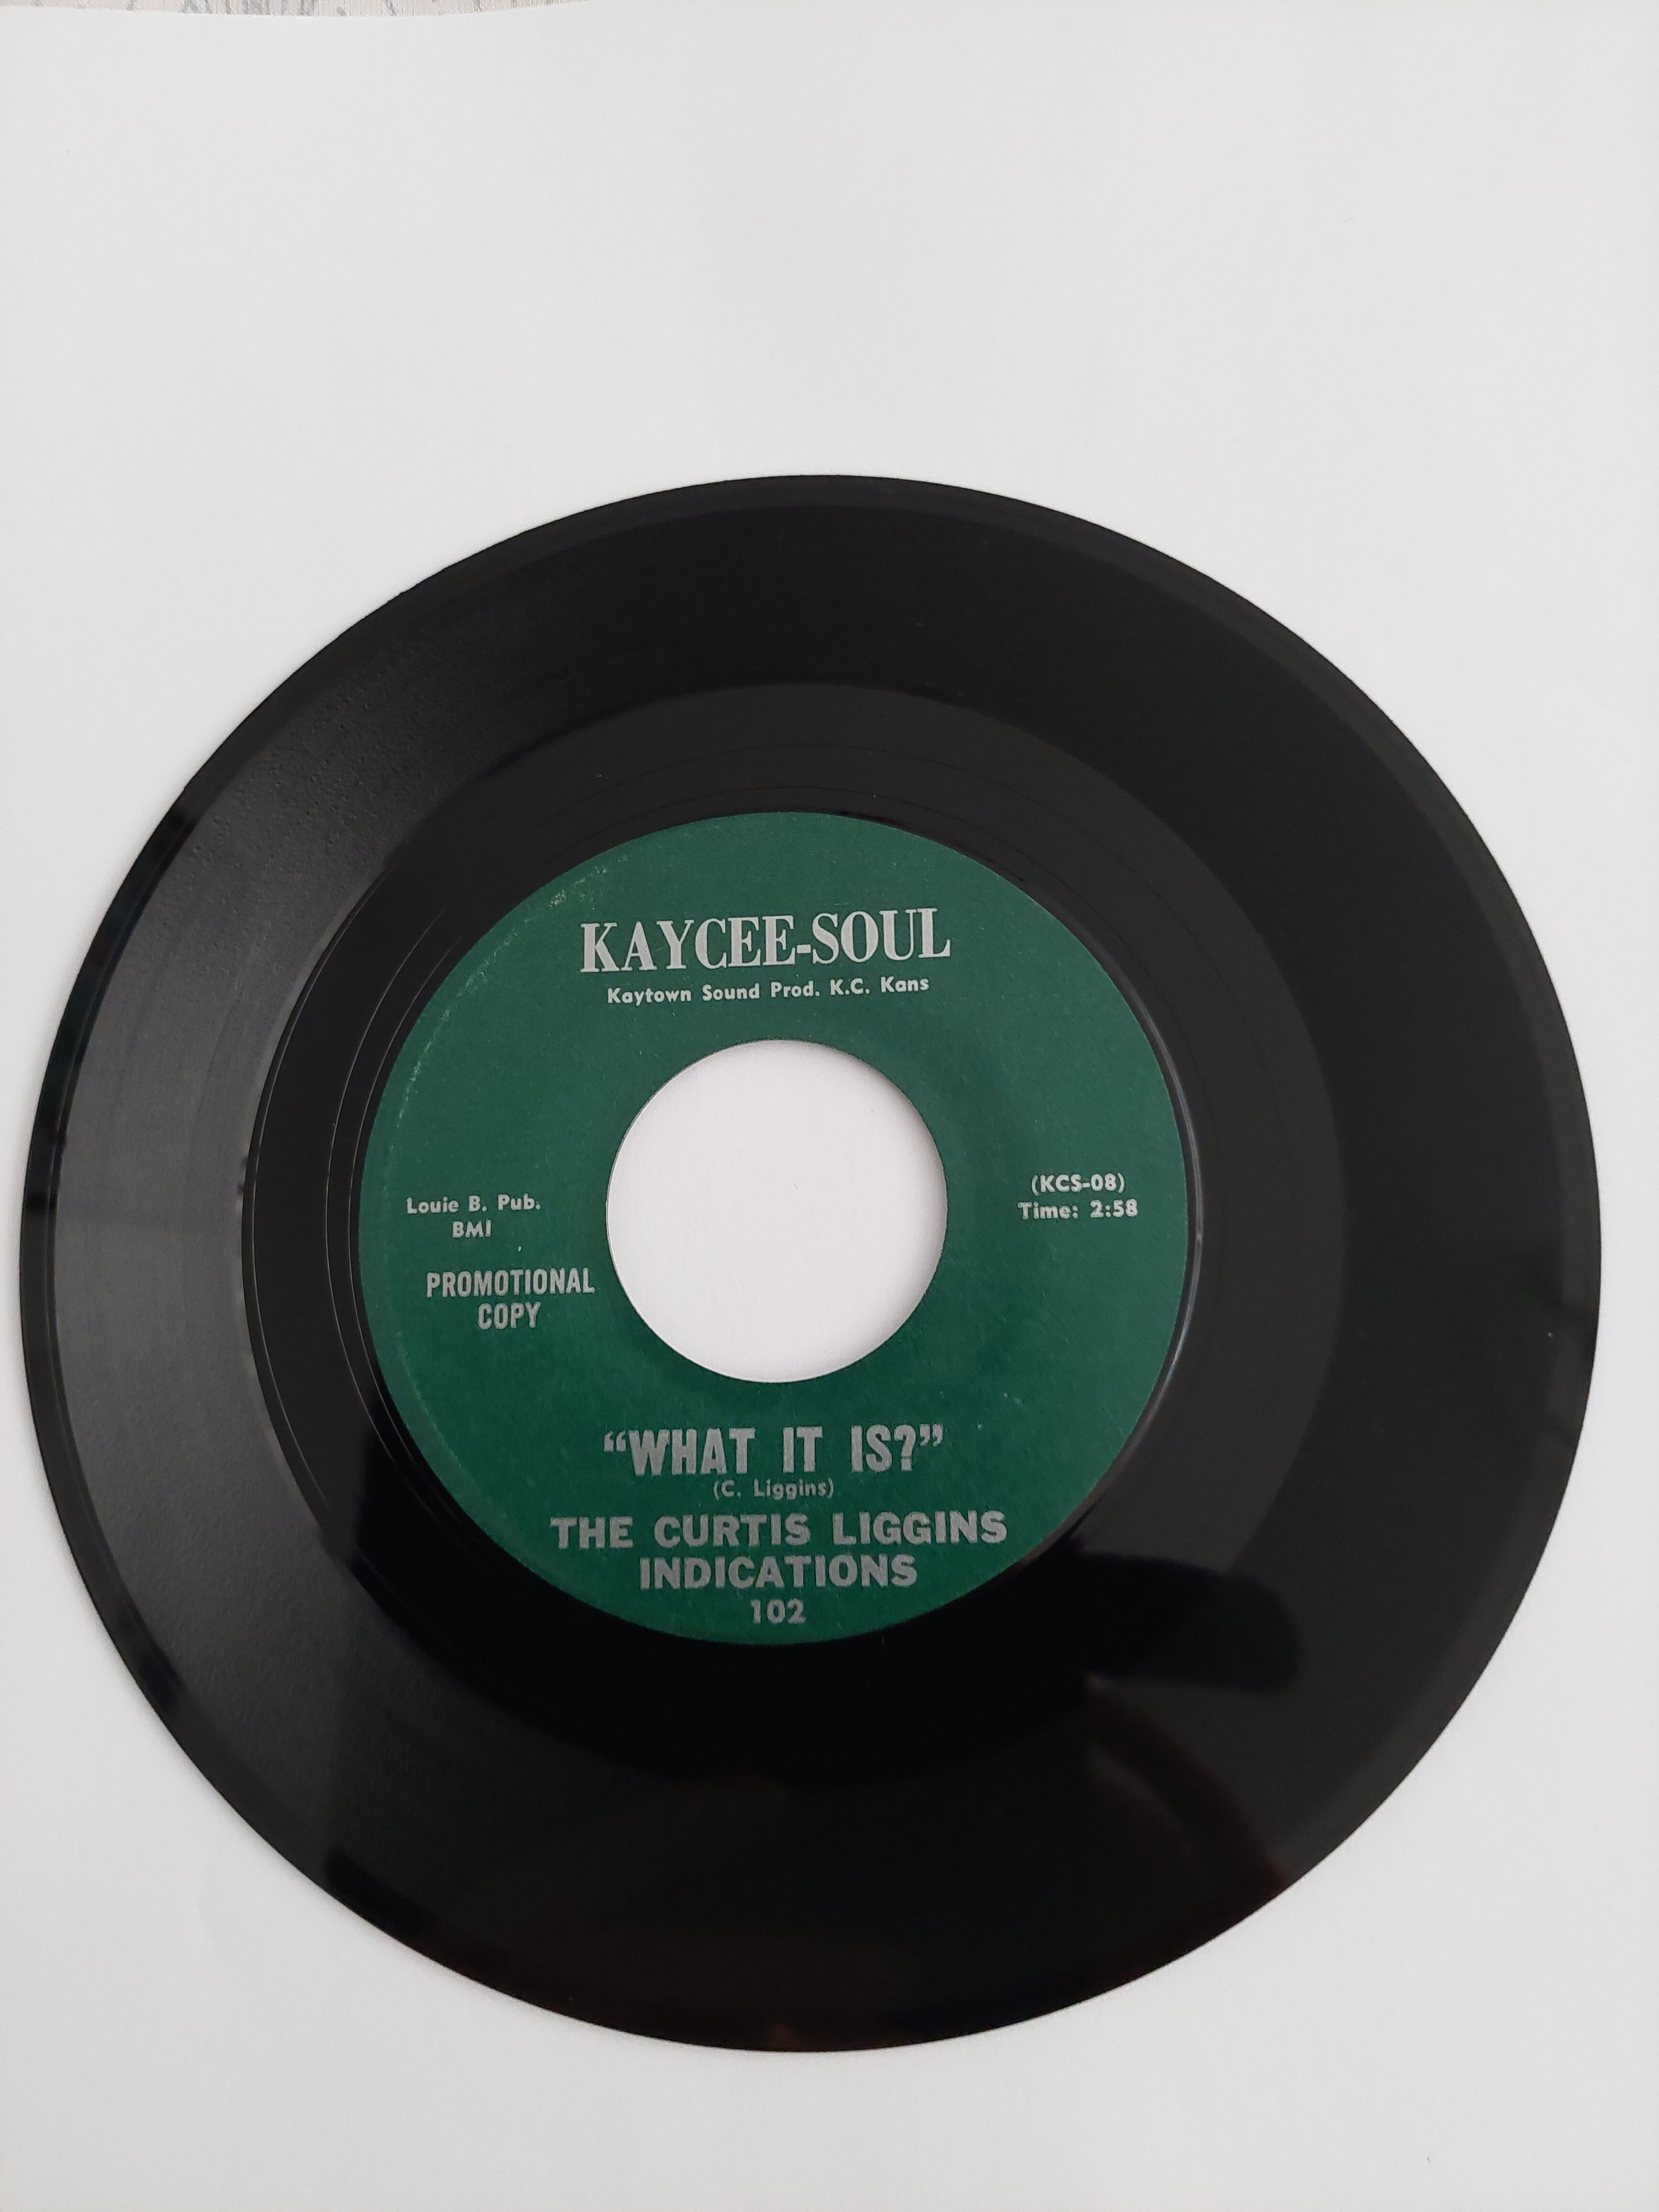 KAYCEE-SOUL
Kaytown Sound Prod. K.C. Kans
Louie B. Pub.
BMI
(KCS-08)
Time: 2:58
PROMOTIONAL
COPY
“WHAT IT IS?”
(C. Liggins)
THE CURTIS LIGGINS
INDICATIONS
102